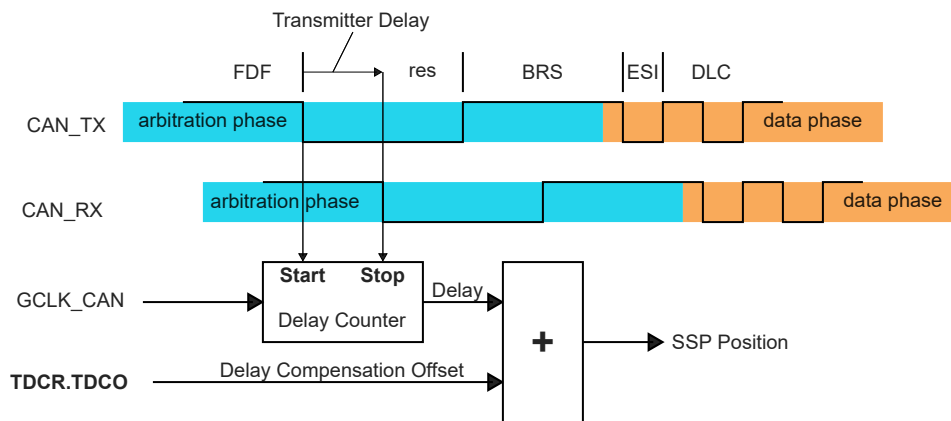 Transmitter Delay
FDF res BRS ESI DLC
CAN_TX arbitration phase data phase
CAN_RX arbitration phase data phase
Start Stop
GCLK_CAN Delay
Delay Counter
+ SSP Position
TDCR.TDCO Delay Compensation Offset